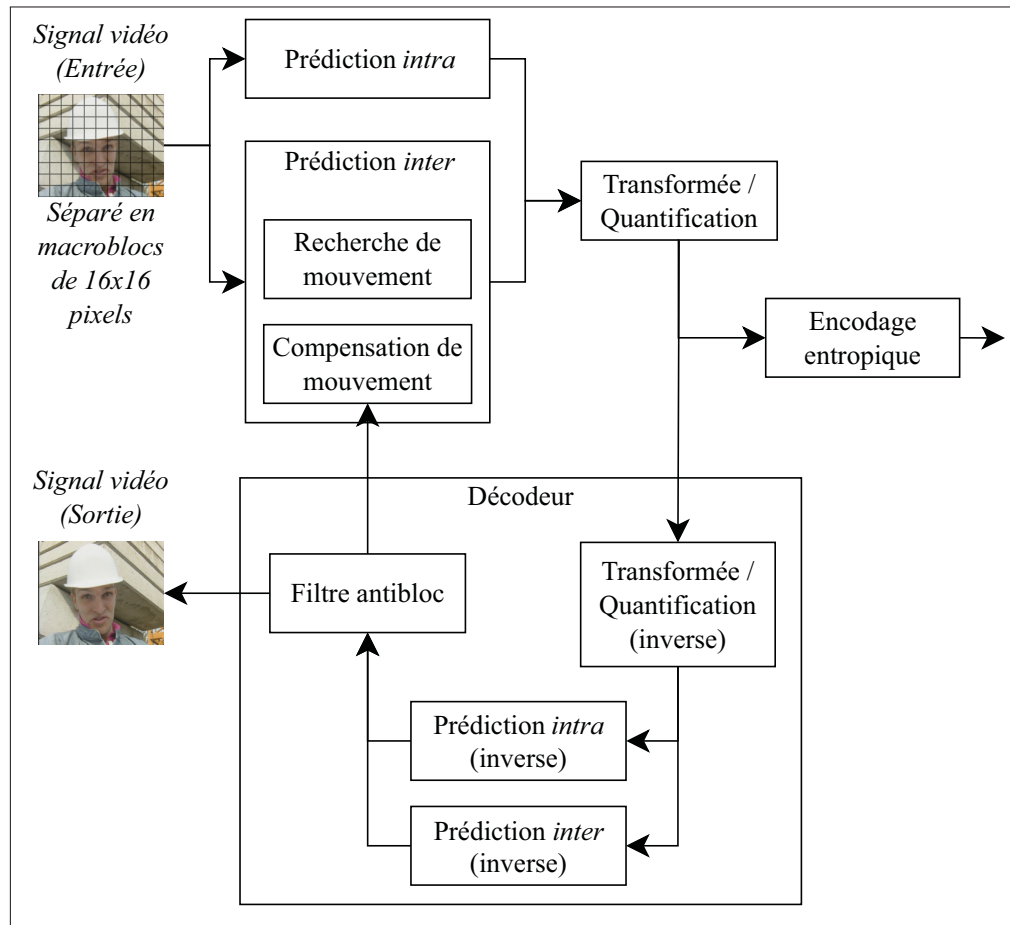 Signal vidéo
(Entrée)
Séparé en
macroblocs
de 16x16
pixels
Prédiction intra
Prédiction inter
Recherche de
mouvement
Compensation de
mouvement
Transformée /
Quantification
Encodage
entropique
Signal vidéo
(Sortie)
Décodeur
Filtre antibloc
Transformée /
Quantification
(inverse)
Prédiction intra
(inverse)
Prédiction inter
(inverse)